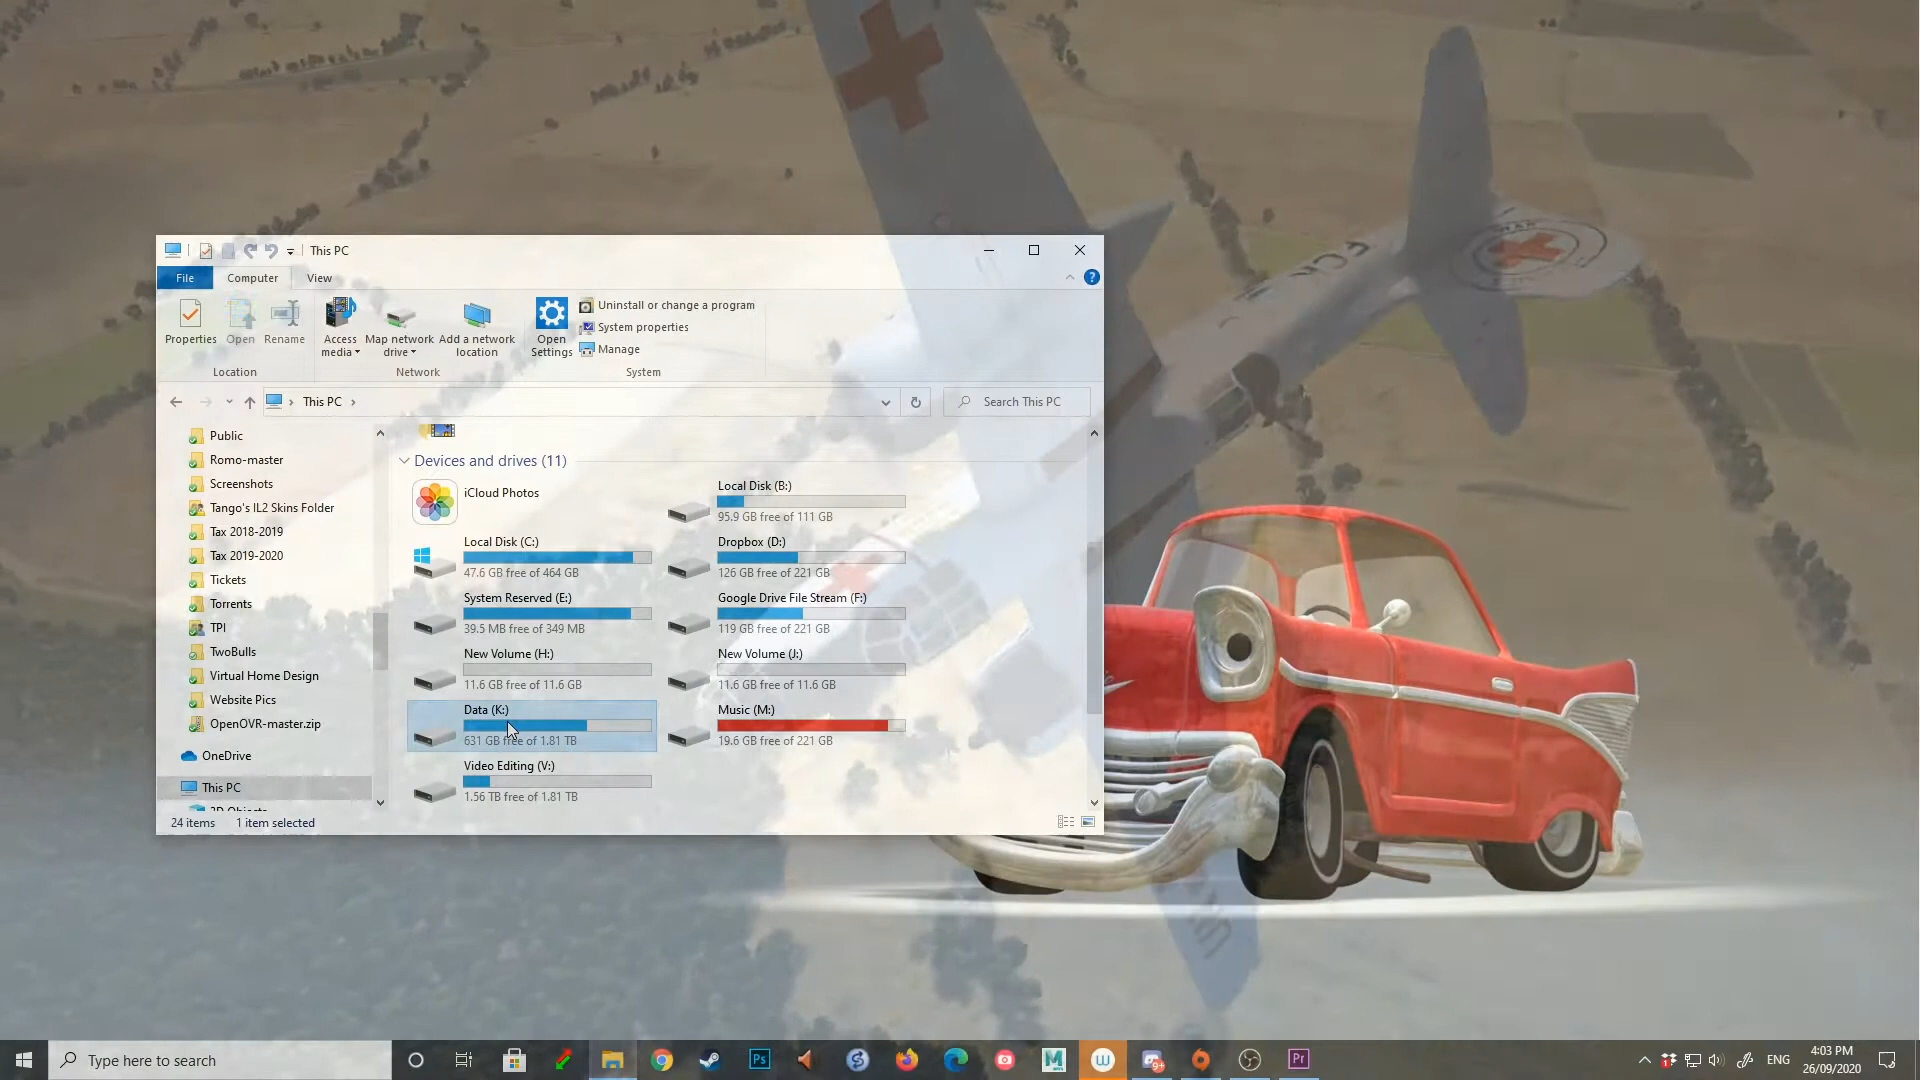 This PC
File
Computer
View
Properties
Open
Rename
Access media
Map network drive
Add a network location
Open Settings
Uninstall or change a program
System properties
Manage
Location
Network
System
This PC
Search This PC
Public
Romo-master
Screenshots
Tango's IL2 Skins Folder
Tax 2018-2019
Tax 2019-2020
Tickets
Torrents
TPI
TwoBulls
Virtual Home Design
Website Pics
OpenOVR-master.zip
OneDrive
This PC
3D Objects
Devices and drives (11)
iCloud Photos
Local Disk (B:)
95.9 GB free of 111 GB
Local Disk (C:)
47.6 GB free of 464 GB
Dropbox (D:)
126 GB free of 221 GB
System Reserved (E:)
39.5 MB free of 349 MB
Google Drive File Stream (F:)
119 GB free of 221 GB
New Volume (H:)
11.6 GB free of 11.6 GB
New Volume (J:)
11.6 GB free of 11.6 GB
Data (K:)
631 GB free of 1.81 TB
Music (M:)
19.6 GB free of 221 GB
Video Editing (V:)
1.56 TB free of 1.81 TB
24 items
1 item selected
Type here to search
Ps
Pr
9+
ENG
4:03 PM
26/09/2020